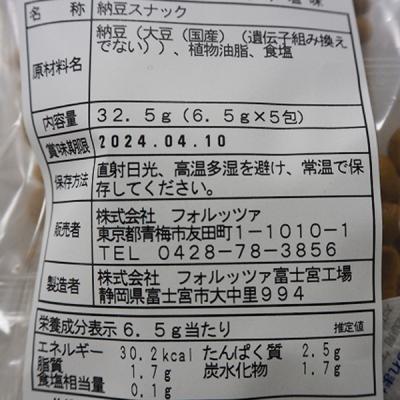 塩味
名称 納豆スナック
原材料名 納豆(大豆(国産)(遺伝子組み換え
でない))、植物油脂、食塩
内容量 32.5g(6.5g×5包)
賞味期限 2024.04.10
保存方法 直射日光、高温多湿を避け、常温で保
存してください。
販売者 株式会社 フォルッツァ
東京都青梅市友田町1-1010-1
TEL 0428-78-3856
製造者 株式会社 フォルッツァ富士宮工場
静岡県富士宮市大中里994
栄養成分表示6.5g当たり 推定値
エネルギー 30.2kcal たんぱく質 2.5g
脂質 1.7g 炭水化物 1.7g
食塩相当量 0.1g